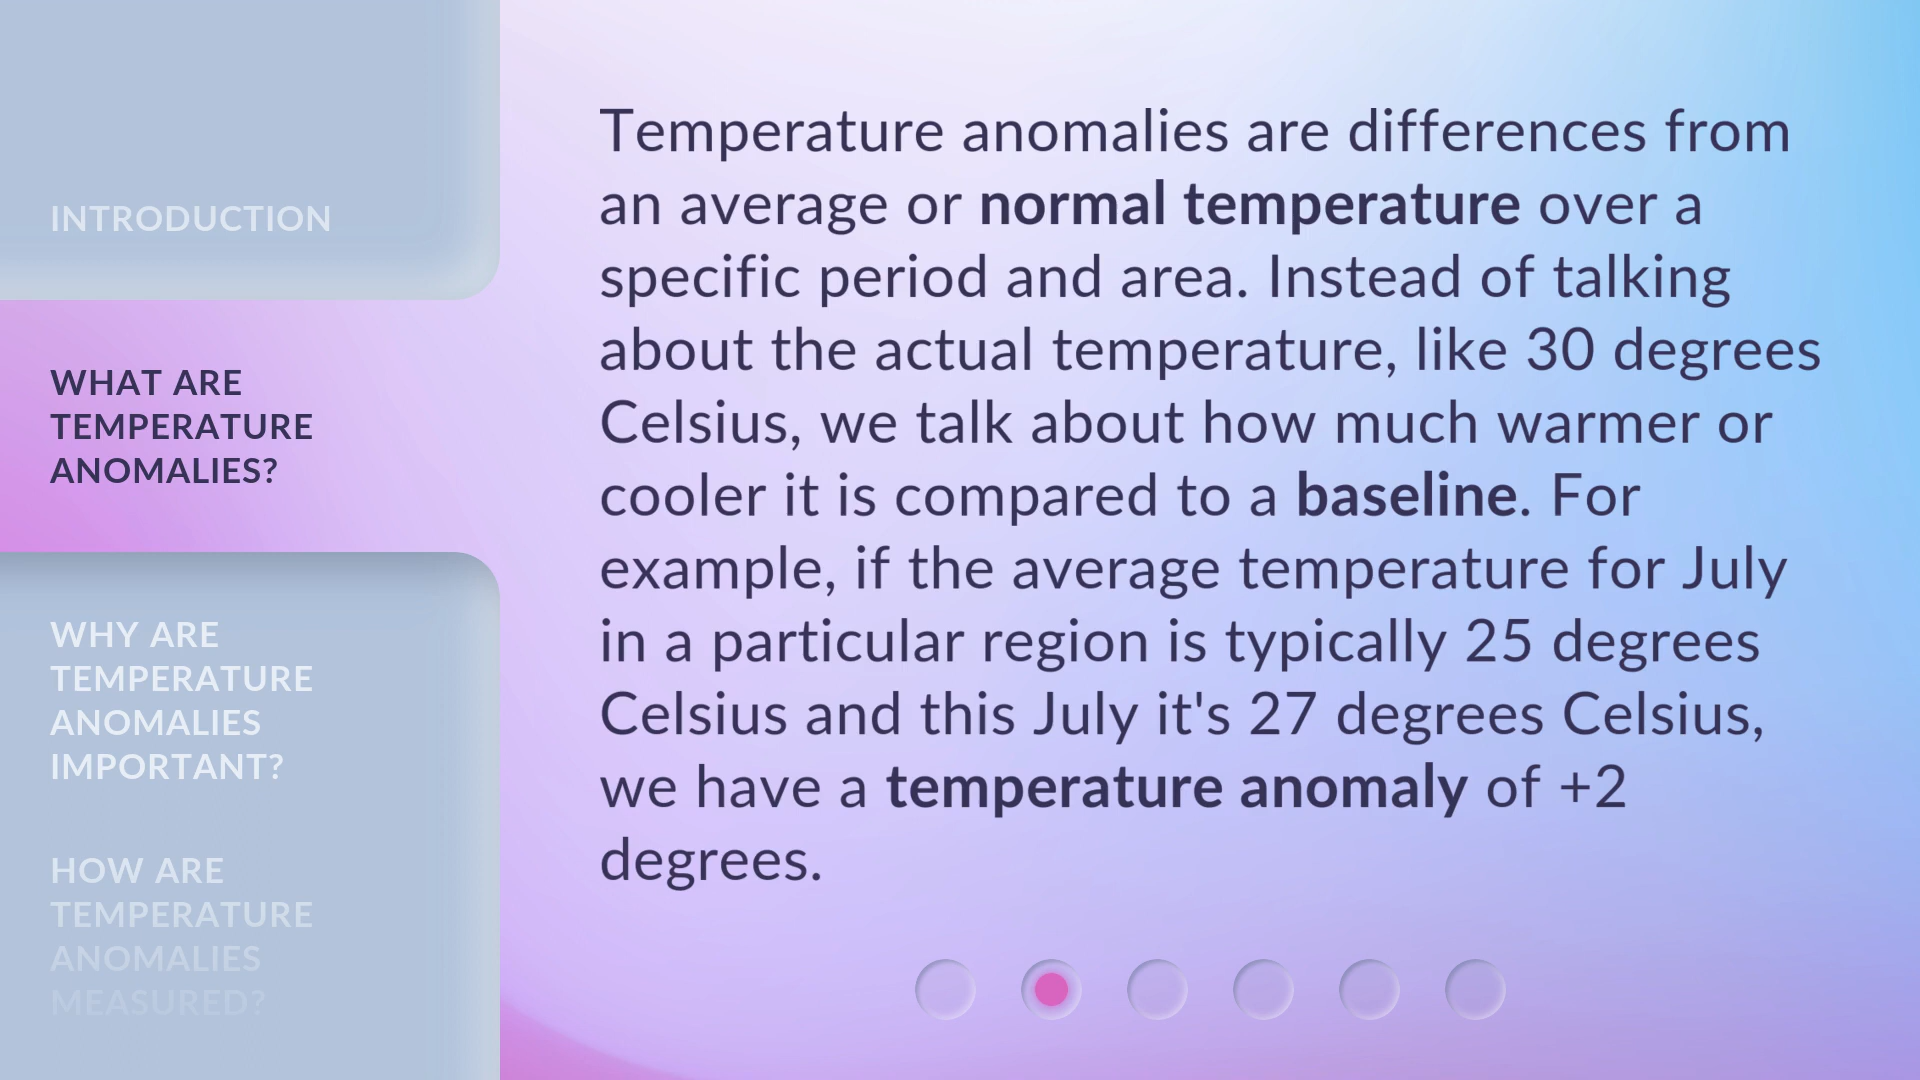 INTRODUCTION
WHAT ARE
TEMPERATURE
ANOMALIES?
WHY ARE
TEMPERATURE
ANOMALIES
IMPORTANT?
HOW ARE
TEMPERATURE
ANOMALIES
MEASURED?
Temperature anomalies are differences from
an average or normal temperature over a
specific period and area. Instead of talking
about the actual temperature, like 30 degrees
Celsius, we talk about how much warmer or
cooler it is compared to a baseline. For
example, if the average temperature for July
in a particular region is typically 25 degrees
Celsius and this July it's 27 degrees Celsius,
we have a temperature anomaly of +2
degrees.